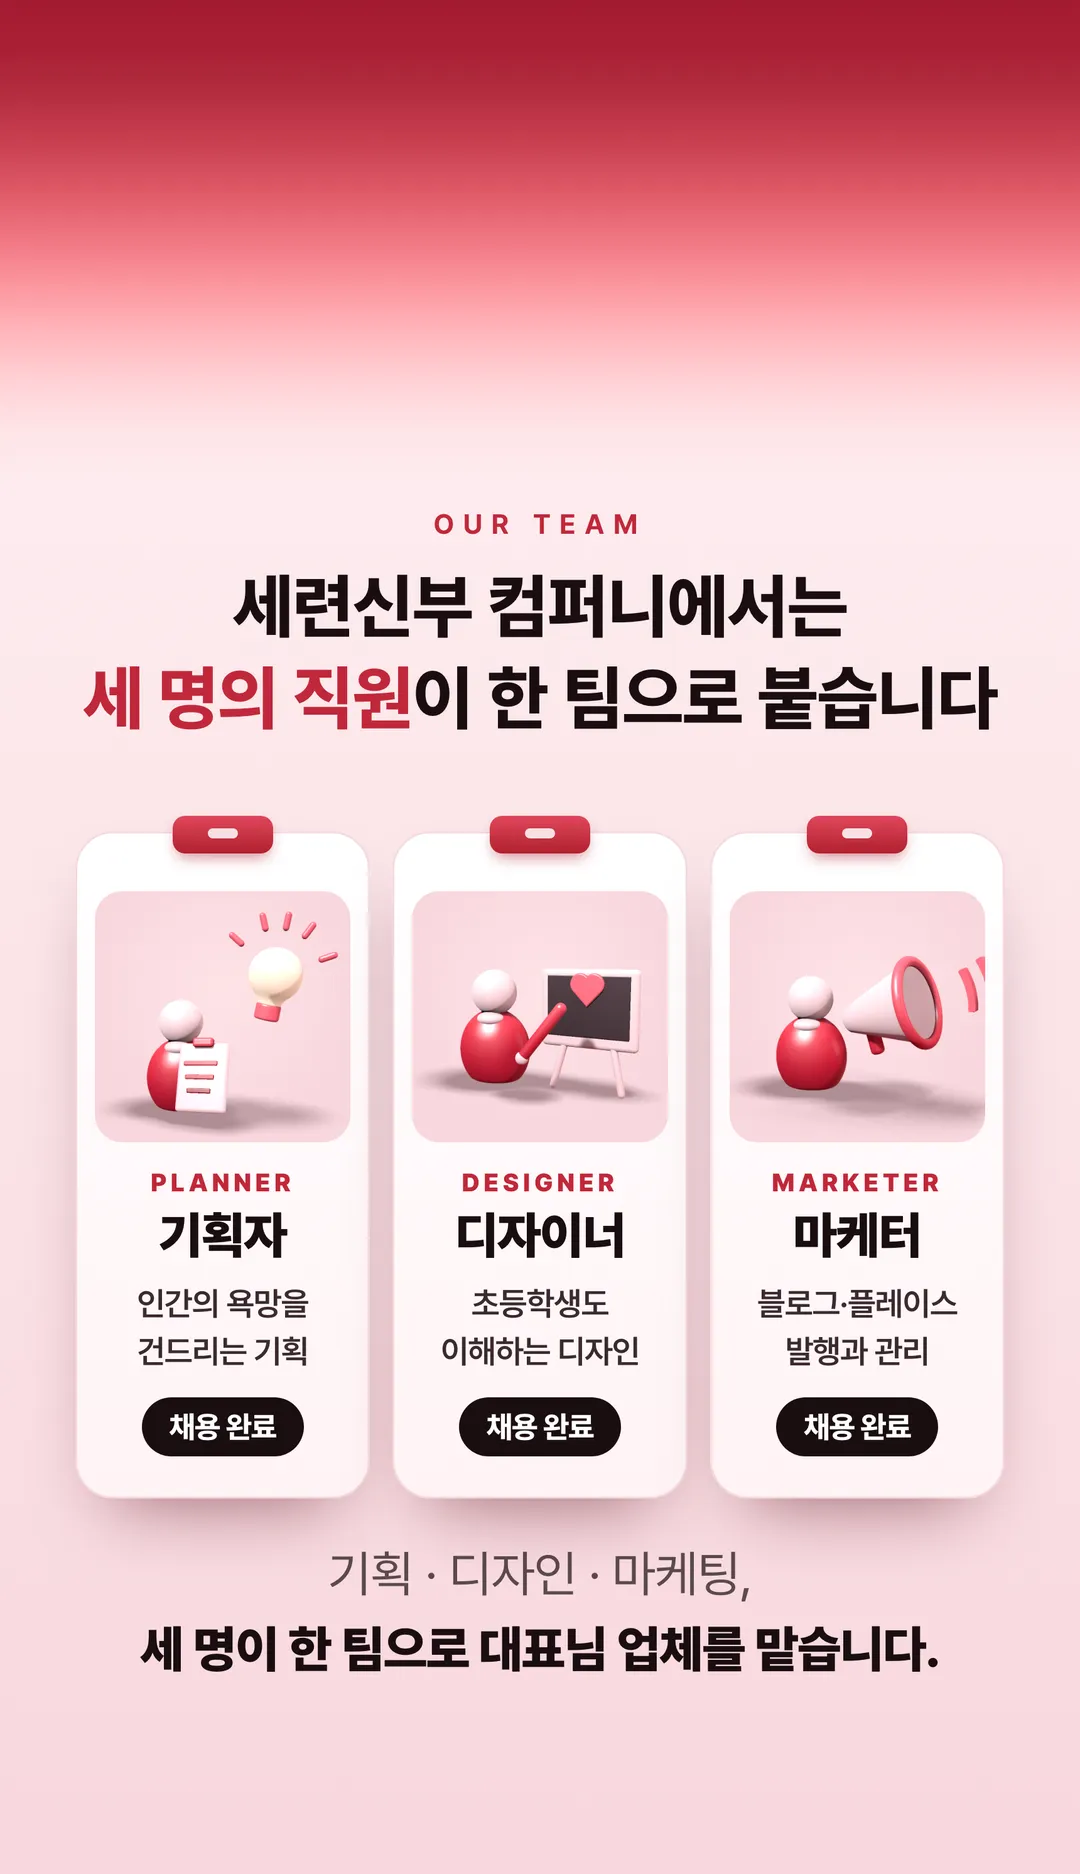 OUR TEAM
세련신부 컴퍼니에서는
세 명의 직원이 한 팀으로 붙습니다
PLANNER
기획자
인간의 욕망을
건드리는 기획
채용 완료
DESIGNER
디자이너
초등학생도
이해하는 디자인
채용 완료
MARKETER
마케터
블로그·플레이스
발행과 관리
채용 완료
기획 · 디자인 · 마케팅,
세 명이 한 팀으로 대표님 업체를 맡습니다.